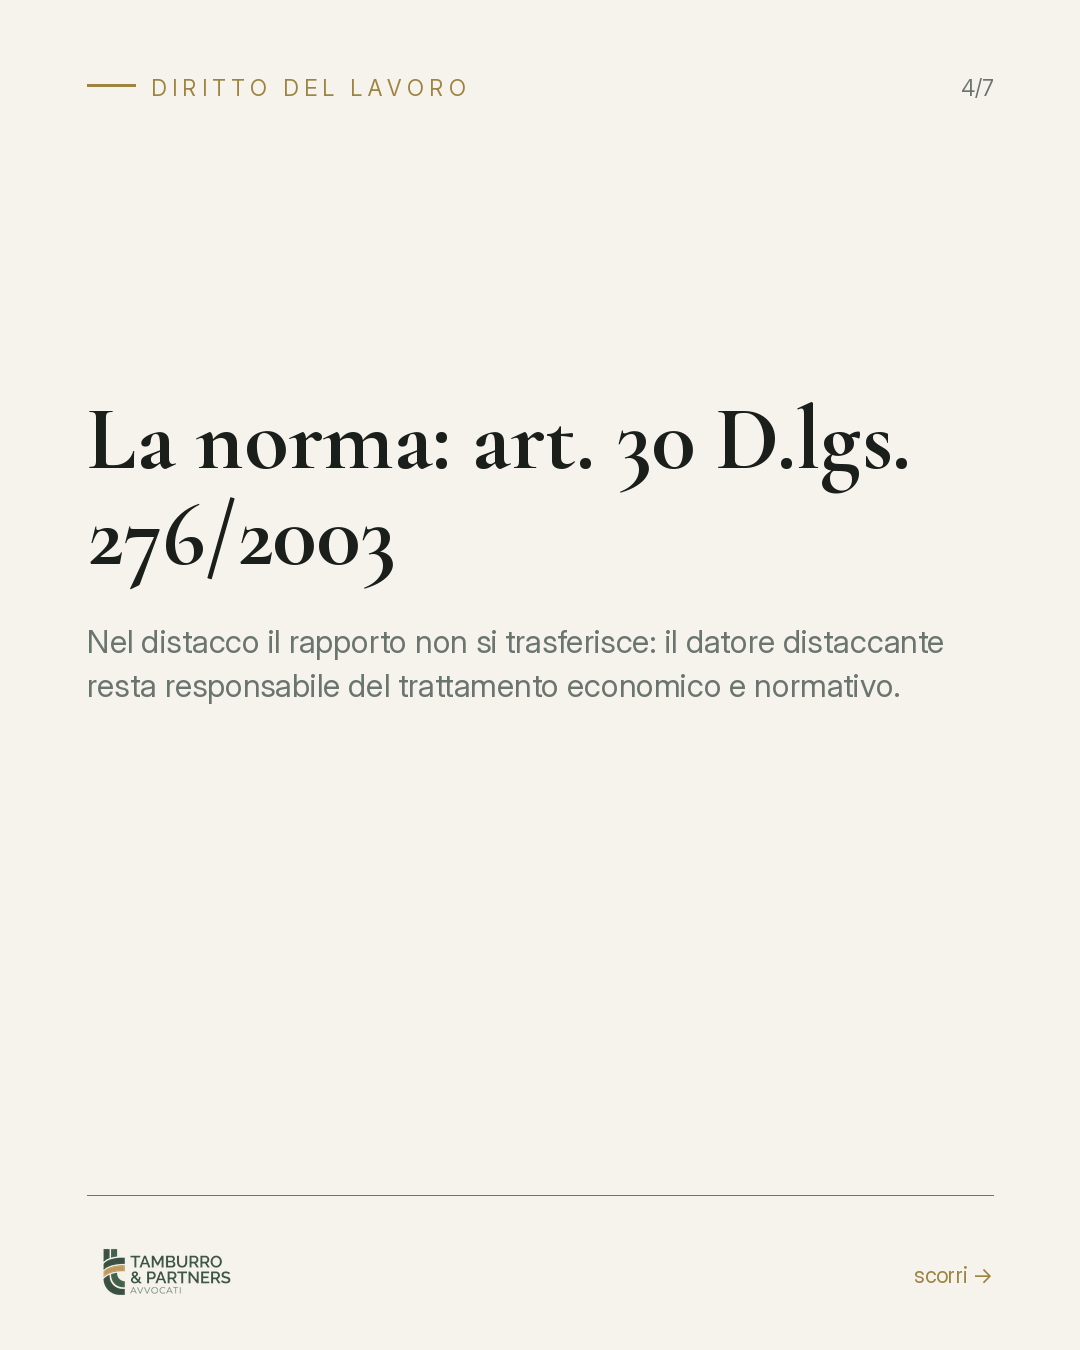 DIRITTO DEL LAVORO
4/7
La norma: art. 30 D.lgs.
276/2003
Nel distacco il rapporto non si trasferisce: il datore distaccante
resta responsabile del trattamento economico e normativo.
TAMBURRO
& PARTNERS
AVVOCATI
scorri →